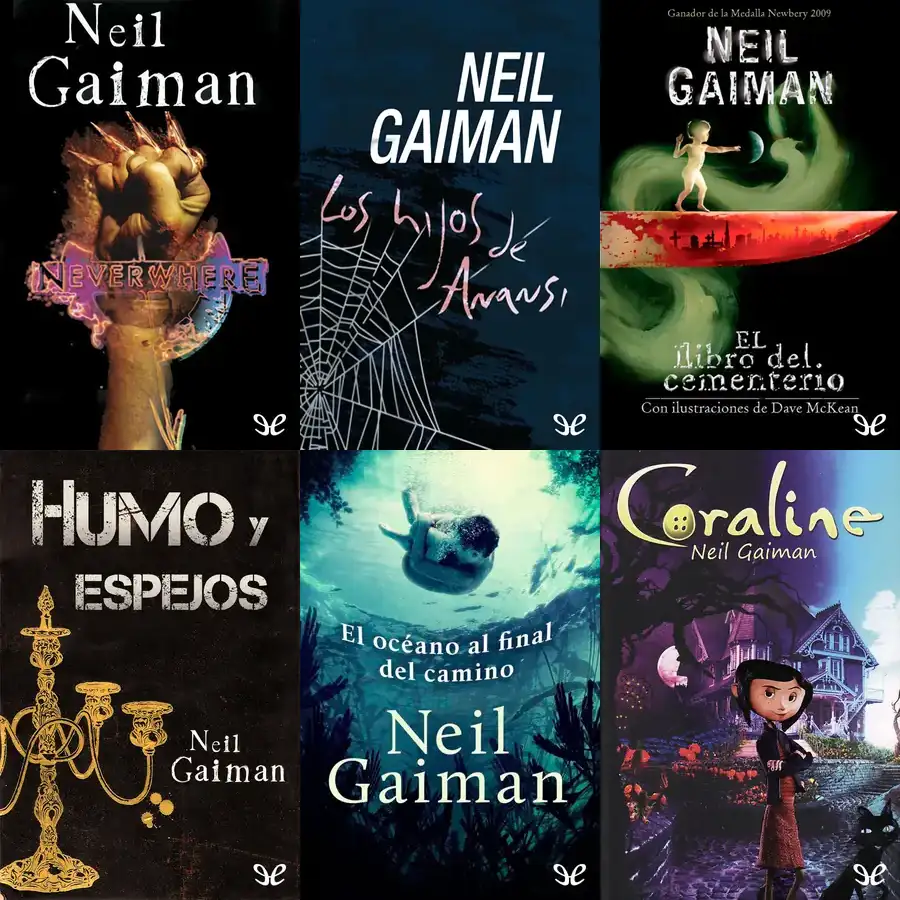 Neil
Gaiman
NEVERWHERE
NEIL
GAIMAN
Los hijos de
Anansi
Ganador de la Medalla Newbery 2009
NEIL
GAIMAN
EL
libro del
cementerio
Con ilustraciones de Dave McKean
HUMO y
ESPEJOS
Neil
Gaiman
El océano al final
del camino
Neil
Gaiman
Coraline
Neil Gaiman